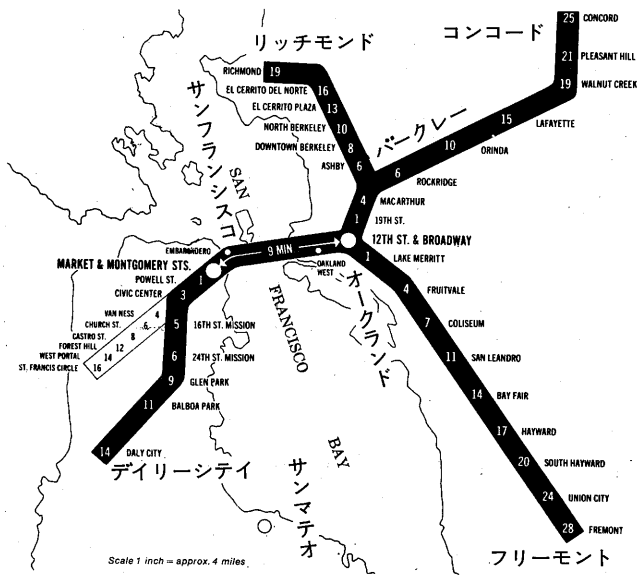 リッチモンド
コンコード
25 CONCORD
21 PLEASANT HILL
19 WALNUT CREEK
15 LAFAYETTE
10 ORINDA
6 ROCKRIDGE
バークレー
RICHMOND 19
EL CERRITO DEL NORTE 16
EL CERRITO PLAZA 13
NORTH BERKELEY 10
DOWNTOWN BERKELEY 8
ASHBY 6
4 MACARTHUR
1 19TH ST.
12TH ST. & BROADWAY
サンフランシスコ
SAN
FRANCISCO
BAY
EMBARCADERO
9 MIN
OAKLAND
WEST
オークランド
MARKET & MONTGOMERY STS.
POWELL ST. 1
CIVIC CENTER 3
VAN NESS 4
CHURCH ST. 6
CASTRO ST. 8
FOREST HILL 12
WEST PORTAL 14
ST. FRANCIS CIRCLE 16
5 16TH ST. MISSION
6 24TH ST. MISSION
9 GLEN PARK
11 BALBOA PARK
14 DALY CITY
デイリーシテイ
サンマテオ
1 LAKE MERRITT
4 FRUITVALE
7 COLISEUM
11 SAN LEANDRO
14 BAY FAIR
17 HAYWARD
20 SOUTH HAYWARD
24 UNION CITY
28 FREMONT
フリーモント
Scale 1 inch = approx. 4 miles